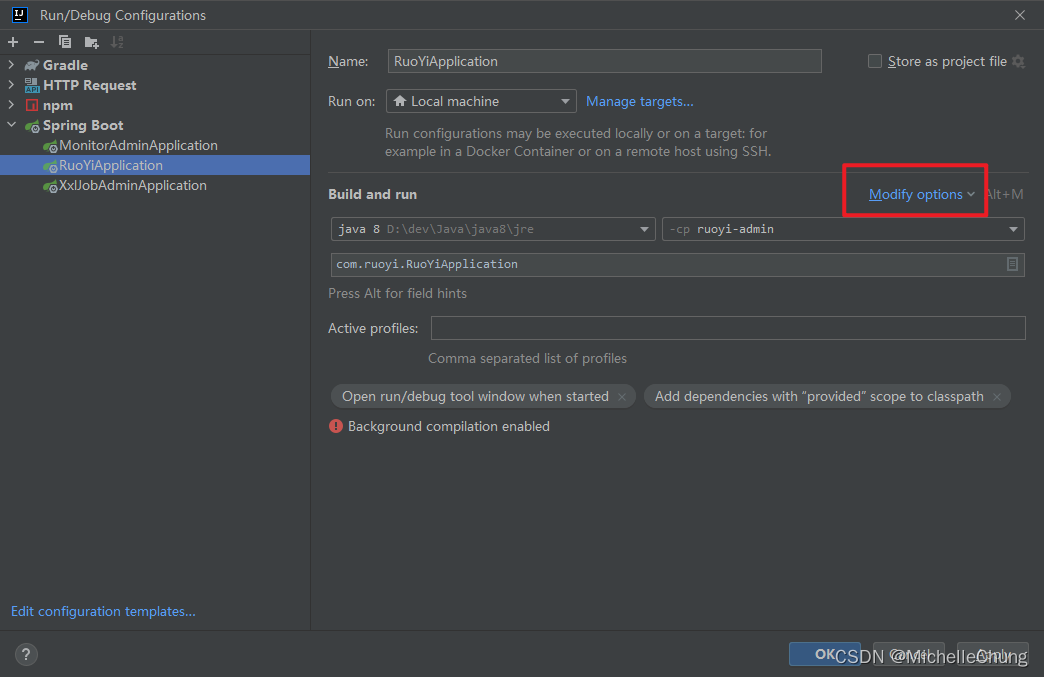 Run/Debug Configurations
Gradle
HTTP Request
npm
Spring Boot
MonitorAdminApplication
RuoYiApplication
XxlJobAdminApplication
Edit configuration templates...
Name: RuoYiApplication Store as project file
Run on: Local machine Manage targets...
Run configurations may be executed locally or on a target: for
example in a Docker Container or on a remote host using SSH.
Build and run Modify options Alt+M
java 8 D:\dev\Java\java8\jre -cp ruoyi-admin
com.ruoyi.RuoYiApplication
Press Alt for field hints
Active profiles:
Comma separated list of profiles
Open run/debug tool window when started Add dependencies with “provided” scope to classpath
Background compilation enabled
? OK Cancel Apply
CSDN @MichelleChung